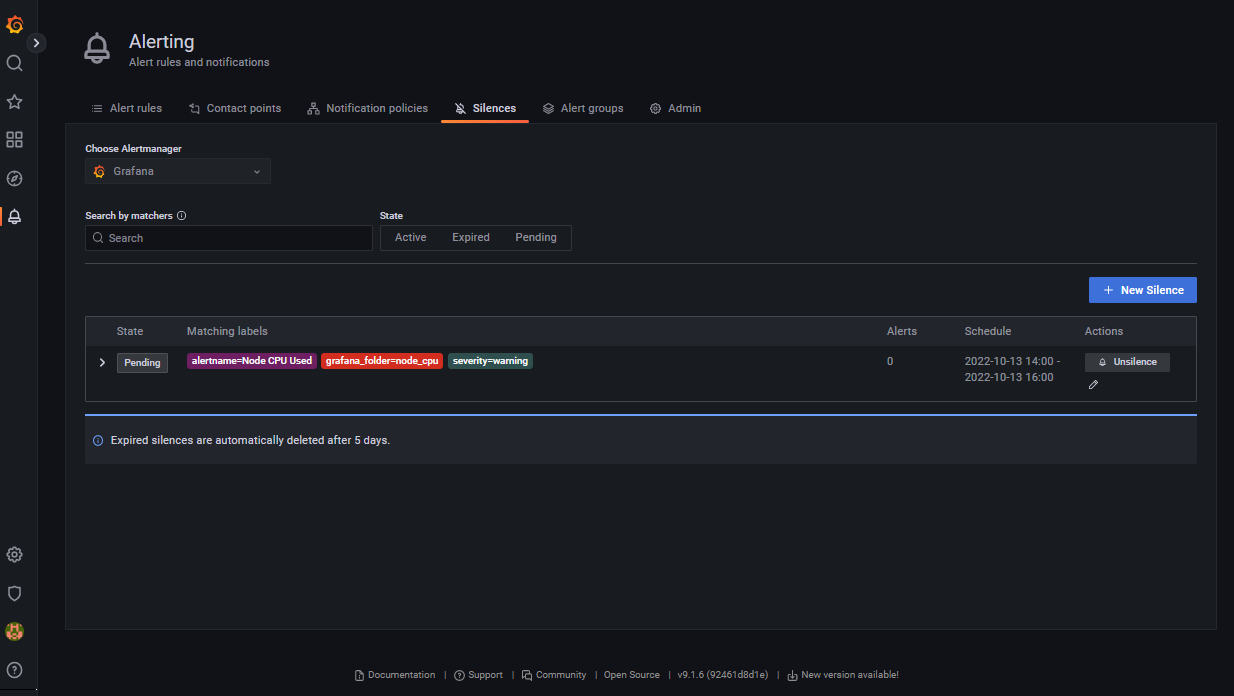 Alerting
Alert rules and notifications
Alert rules Contact points Notification policies Silences Alert groups Admin
Choose Alertmanager
Grafana
Search by matchers State
Search Active Expired Pending
New Silence
State Matching labels Alerts Schedule Actions
Pending alertname=Node CPU Used grafana_folder=node_cpu severity=warning 0 2022-10-13 14:00 - Unsilence
2022-10-13 16:00
Expired silences are automatically deleted after 5 days.
Documentation | Support | Community | Open Source | v9.1.6 (92461d8d1e) | New version available!